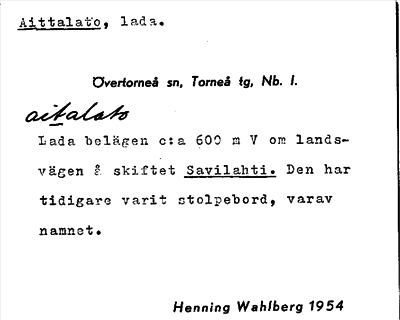 Aittalato, lada.
Övertorneå sn, Torneå tg, Nb. l.
aitalato
Lada belägen c:a 600 m V om lands-
vägen å skiftet Savilahti. Den har
tidigare varit stolpebord, varav
namnet.
Henning Wahlberg 1954